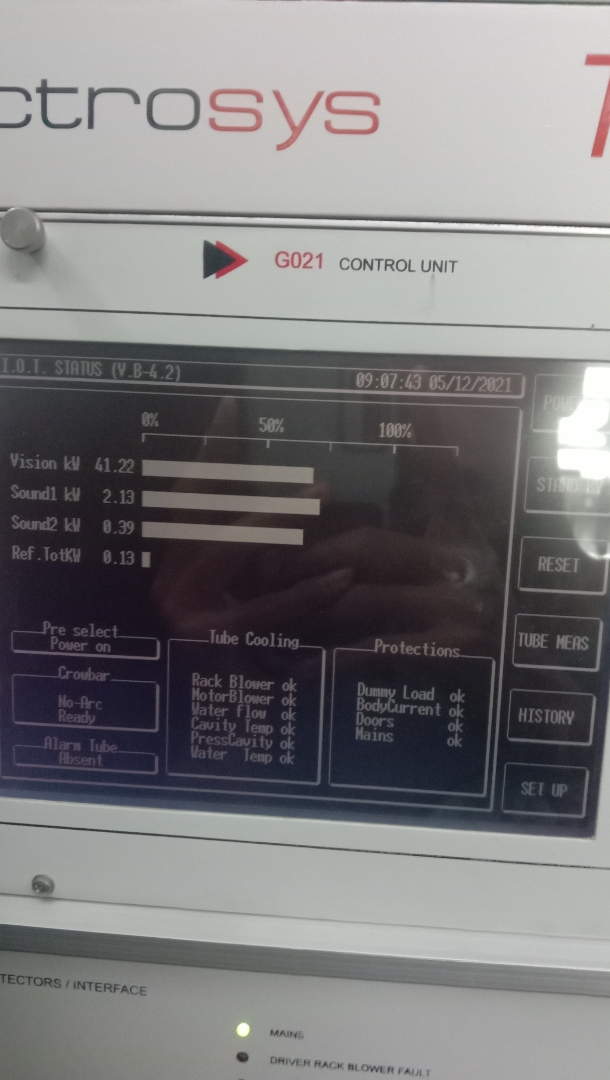 ctrosys
G021 CONTROL UNIT
I.O.T. STATUS (V.B-4.2)
09:07:43 05/12/2021
0% 50% 100%
Vision kW 41.22
Sound1 kW 2.13
Sound2 kW 0.39
Ref.TotKW 0.13
RESET
TUBE MEAS
HISTORY
SET UP
Pre select
Power on
Crowbar
No-Arc
Ready
Alarm Tube
Absent
Tube Cooling
Rack Blower ok
MotorBlower ok
Water flow ok
Cavity Temp ok
PressCavity ok
Water Temp ok
Protections
Dummy Load ok
BodyCurrent ok
Doors ok
Mains ok
TECTORS / INTERFACE
MAINS
DRIVER RACK BLOWER FAULT